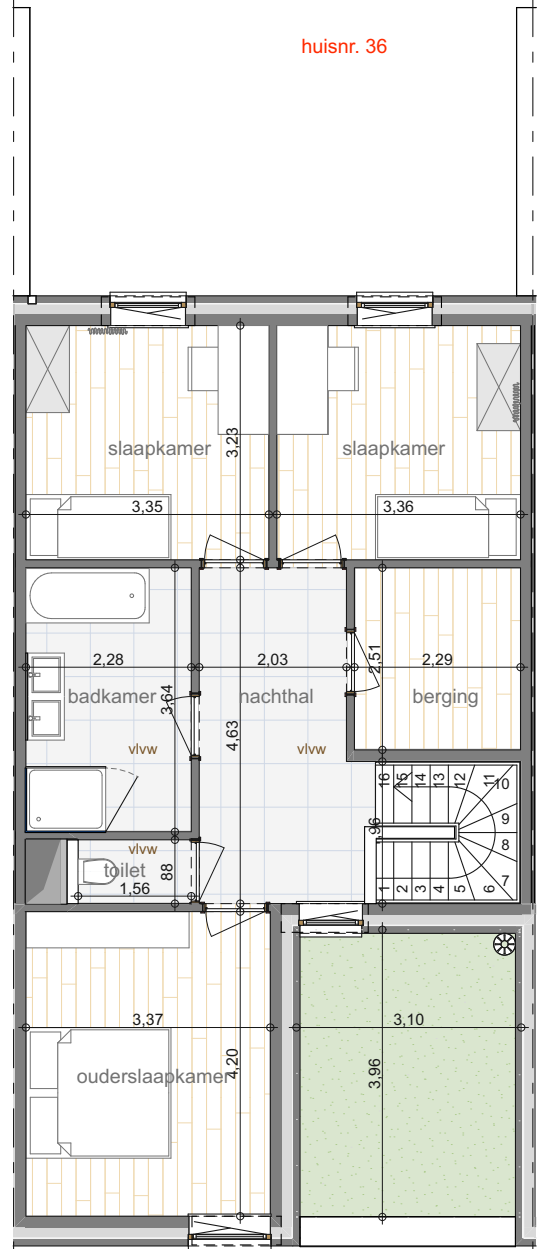 huisnr. 36
slaapkamer
slaapkamer
3,23
3,35
3,36
2,28
2,03
2,29
2,51
badkamer
3,64
nachthal
berging
4,63
vlvw
vlvw
16
15
14
13
12
11
10
9
8
7
6
5
4
3
2
1
vlvw
toilet
88
1,56
3,37
3,10
4,20
3,96
ouderslaapkamer